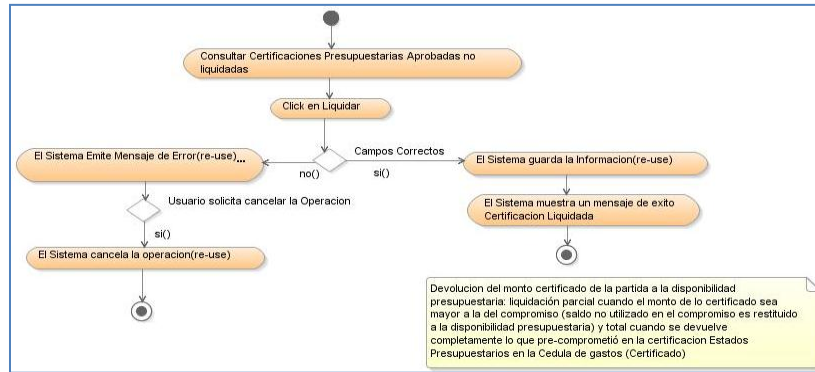 Consultar Certificaciones Presupuestarias Aprobadas no
liquidadas
Click en Liquidar
Campos Correctos
El Sistema Emite Mensaje de Error(re-use)...
no()
si()
El Sistema guarda la Informacion(re-use)
Usuario solicita cancelar la Operacion
El Sistema muestra un mensaje de exito
Certificacion Liquidada
si()
El Sistema cancela la operacion(re-use)
Devolucion del monto certificado de la partida a la disponibilidad
presupuestaria: liquidación parcial cuando el monto de lo certificado sea
mayor a la del compromiso (saldo no utilizado en el compromiso es restituido
a la disponibilidad presupuestaria) y total cuando se devuelve
completamente lo que pre-comprometió en la certificacion Estados
Presupuestarios en la Cedula de gastos (Certificado)